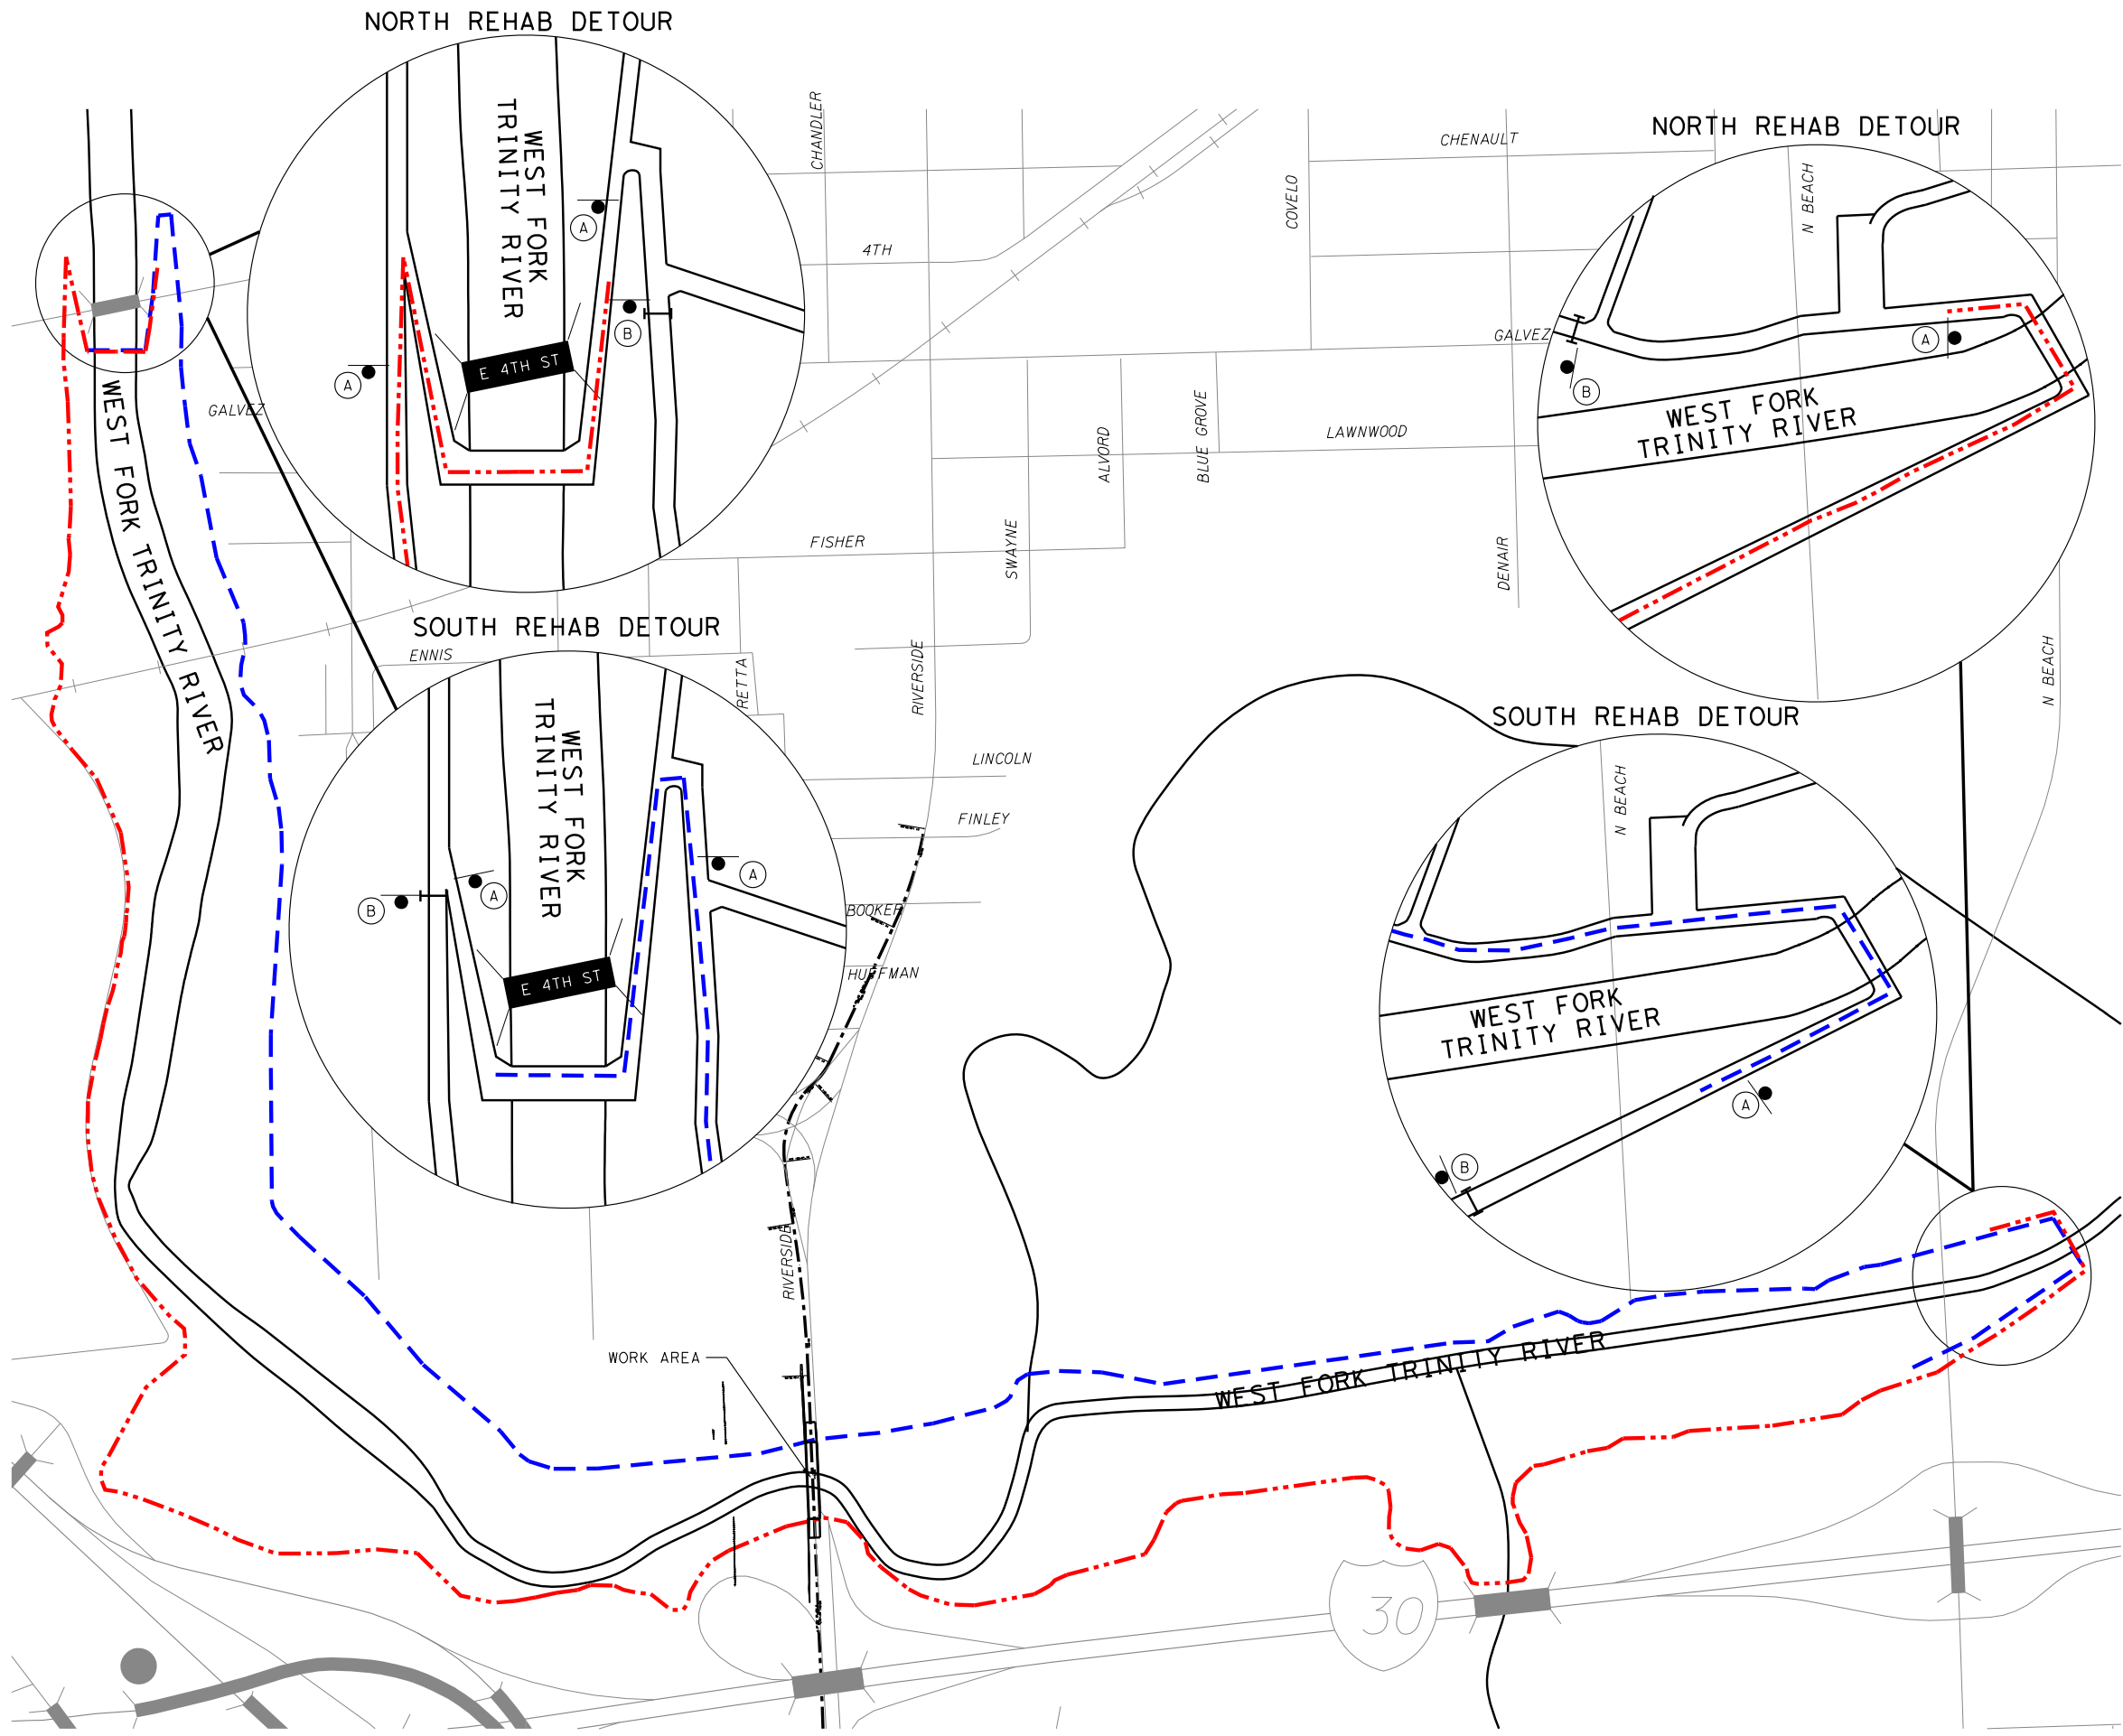 NORTH REHAB DETOUR
WEST FORK
TRINITY RIVER
A
A
B
E 4TH ST
CHANDLER
4TH
CHENAULT
COVELO
NORTH REHAB DETOUR
N BEACH
GALVEZ
A
B
WEST FORK
TRINITY RIVER
GALVEZ
WEST FORK TRINITY RIVER
ALVORD
BLUE GROVE
LAWNWOOD
FISHER
SWAYNE
DENAIR
SOUTH REHAB DETOUR
ENNIS
RETTA
RIVERSIDE
N BEACH
WEST FORK
TRINITY RIVER
A
B
A
E 4TH ST
LINCOLN
FINLEY
BOOKER
HUFFMAN
SOUTH REHAB DETOUR
N BEACH
WEST FORK
TRINITY RIVER
A
B
RIVERSIDE
WORK AREA
WEST FORK TRINITY RIVER
30